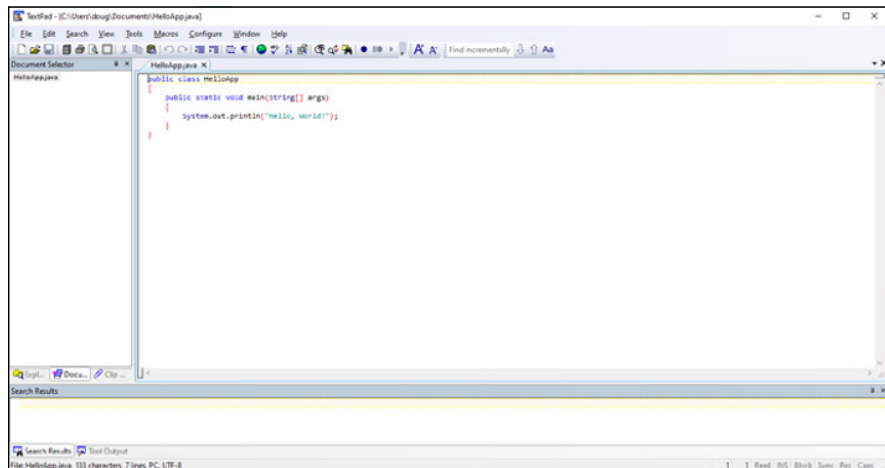 TextPad - [C:\Users\doug\Documents\HelloApp.java]
File Edit Search View Tools Macros Configure Window Help
Find incrementally
Document Selector
HelloApp.java
HelloApp.java
public class HelloApp
{
public static void main(String[] args)
{
System.out.println("Hello, World!");
}
}
Expl... Docu... Clip ...
Search Results
Search Results Tool Output
File: HelloApp.java, 133 characters, 7 lines, PC, UTF-8 1 1 Read INS Block Sync Rec Caps